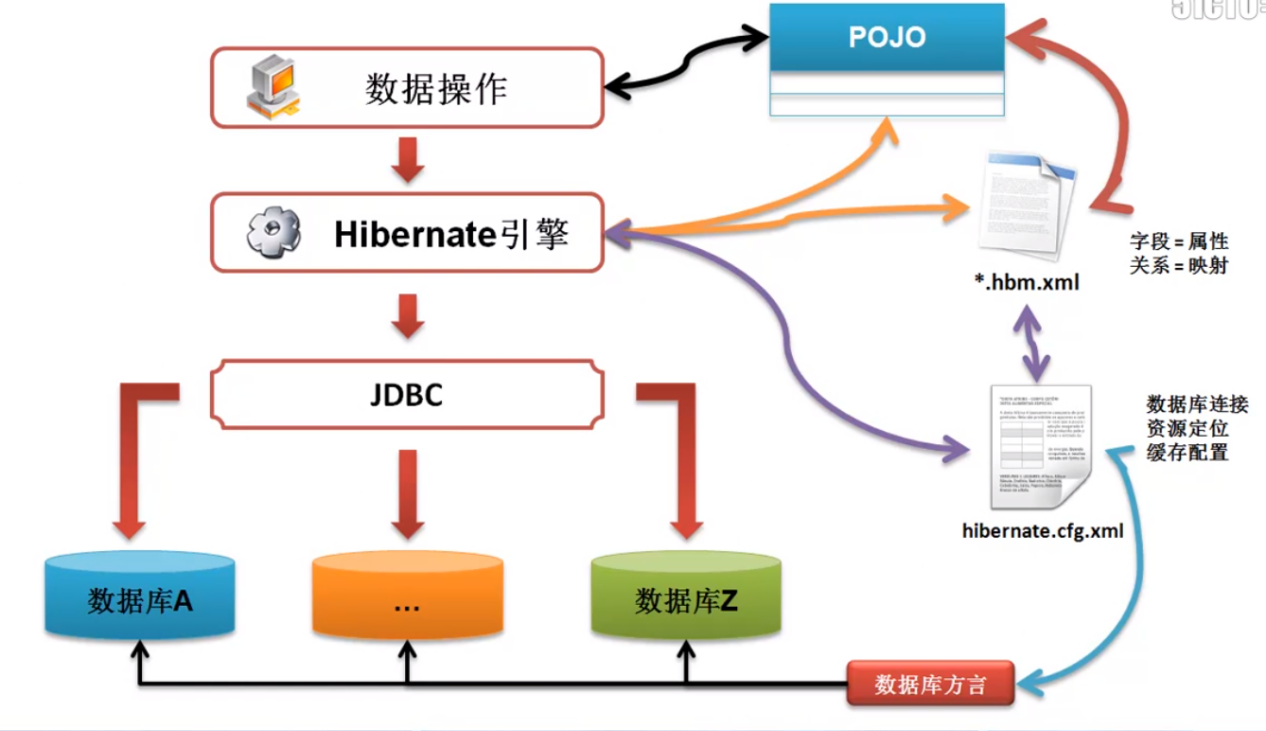 POJO
数据操作
Hibernate引擎
字段 = 属性
关系 = 映射
*.hbm.xml
JDBC
数据库连接
资源定位
缓存配置
hibernate.cfg.xml
数据库A
...
数据库Z
数据库方言